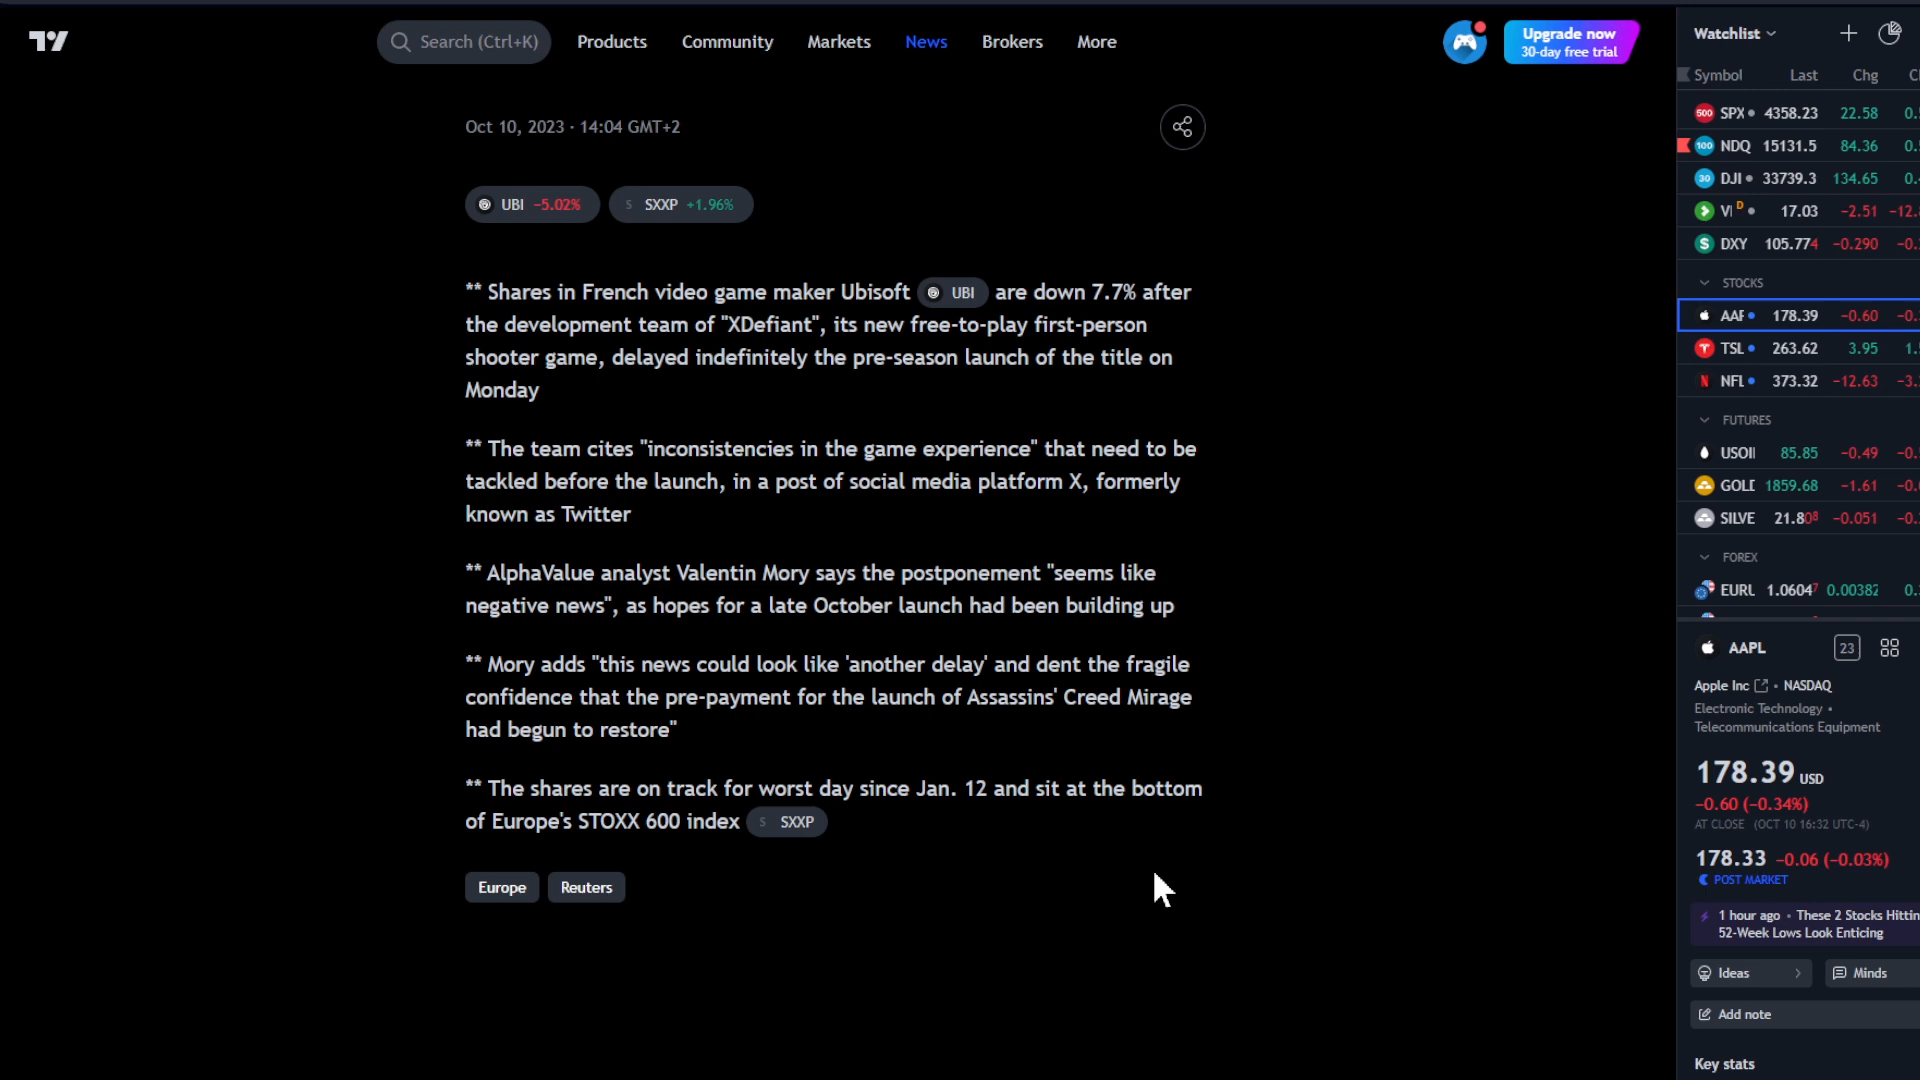 Search (Ctrl+K)
Products
Community
Markets
News
Brokers
More
Upgrade now
30-day free trial
Oct 10, 2023 · 14:04 GMT+2
UBI −5.02%
S SXXP +1.96%
** Shares in French video game maker Ubisoft UBI are down 7.7% after
the development team of "XDefiant", its new free-to-play first-person
shooter game, delayed indefinitely the pre-season launch of the title on
Monday
** The team cites "inconsistencies in the game experience" that need to be
tackled before the launch, in a post of social media platform X, formerly
known as Twitter
** AlphaValue analyst Valentin Mory says the postponement "seems like
negative news", as hopes for a late October launch had been building up
** Mory adds "this news could look like 'another delay' and dent the fragile
confidence that the pre-payment for the launch of Assassins' Creed Mirage
had begun to restore"
** The shares are on track for worst day since Jan. 12 and sit at the bottom
of Europe's STOXX 600 index S SXXP
Europe
Reuters
Watchlist
Symbol Last Chg
500 SPX 4358.23 22.58
100 NDQ 15131.5 84.36
30 DJI 33739.3 134.65
D 17.03 −2.51
DXY 105.774 −0.290
STOCKS
178.39 −0.60
TSL 263.62 3.95
NFL 373.32 −12.63
FUTURES
USOI 85.85 −0.49
GOLD 1859.68 −1.61
SILVE 21.808 −0.051
FOREX
EURU 1.06047 0.00382
AAPL
23
Apple Inc • NASDAQ
Electronic Technology •
Telecommunications Equipment
178.39 USD
−0.60 (−0.34%)
AT CLOSE (OCT 10 16:32 UTC-4)
178.33 −0.06 (−0.03%)
POST MARKET
1 hour ago • These 2 Stocks Hittin
52-Week Lows Look Enticing
Ideas
Minds
Add note
Key stats